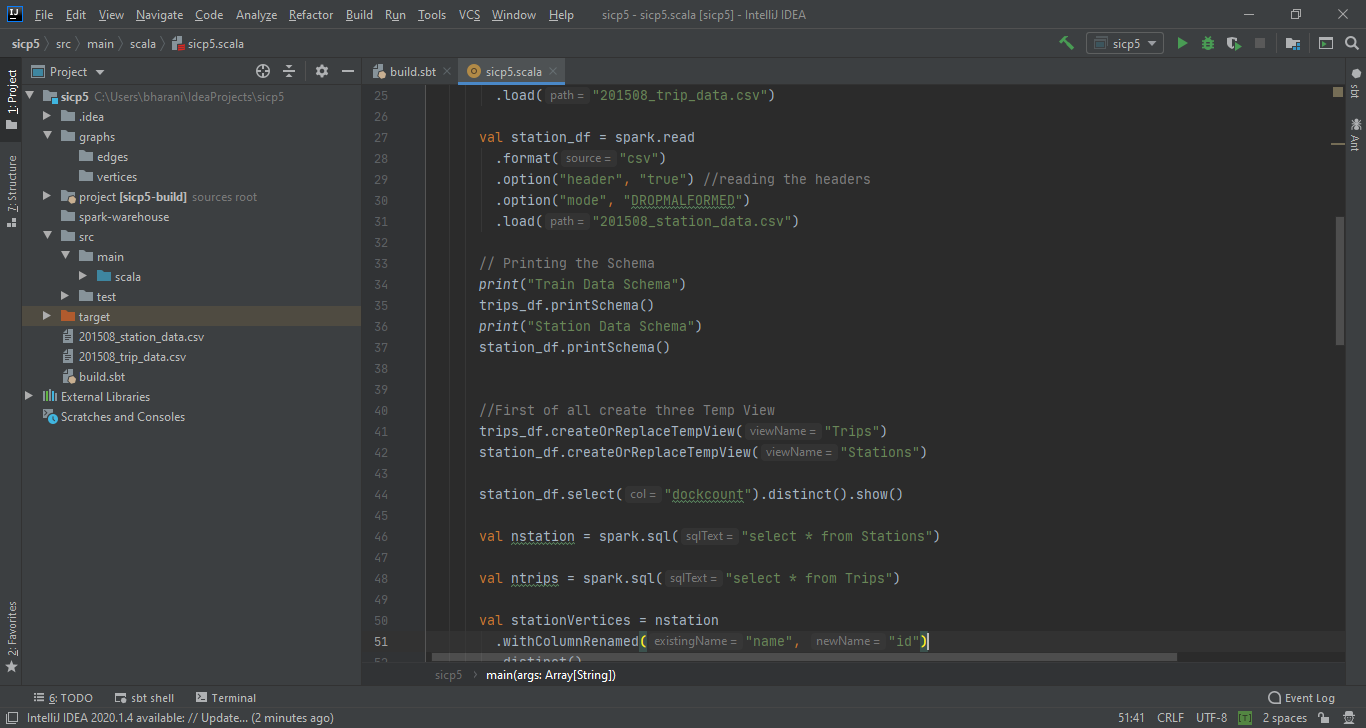 File Edit View Navigate Code Analyze Refactor Build Run Tools VCS Window Help sicp5 - sicp5.scala [sicp5] - IntelliJ IDEA
sicp5 src main scala sicp5.scala sicp5
Project
build.sbt
sicp5.scala
1: Project
7: Structure
2: Favorites
sicp5 C:\Users\bharani\IdeaProjects\sicp5
.idea
graphs
edges
vertices
project [sicp5-build] sources root
spark-warehouse
src
main
scala
test
target
201508_station_data.csv
201508_trip_data.csv
build.sbt
External Libraries
Scratches and Consoles
25 .load( path = "201508_trip_data.csv")
26
27 val station_df = spark.read
28 .format( source = "csv")
29 .option("header", "true") //reading the headers
30 .option("mode", "DROPMALFORMED")
31 .load( path = "201508_station_data.csv")
32
33 // Printing the Schema
34 print("Train Data Schema")
35 trips_df.printSchema()
36 print("Station Data Schema")
37 station_df.printSchema()
38
39
40 //First of all create three Temp View
41 trips_df.createOrReplaceTempView( viewName = "Trips")
42 station_df.createOrReplaceTempView( viewName = "Stations")
43
44 station_df.select( col = "dockcount").distinct().show()
45
46 val nstation = spark.sql( sqlText = "select * from Stations")
47
48 val ntrips = spark.sql( sqlText = "select * from Trips")
49
50 val stationVertices = nstation
51 .withColumnRenamed( existingName = "name", newName = "id")
52 .distinct()
sbt
Ant
sicp5 main(args: Array[String])
6: TODO sbt shell Terminal Event Log
IntelliJ IDEA 2020.1.4 available: // Update... (2 minutes ago) 51:41 CRLF UTF-8 [T] 2 spaces